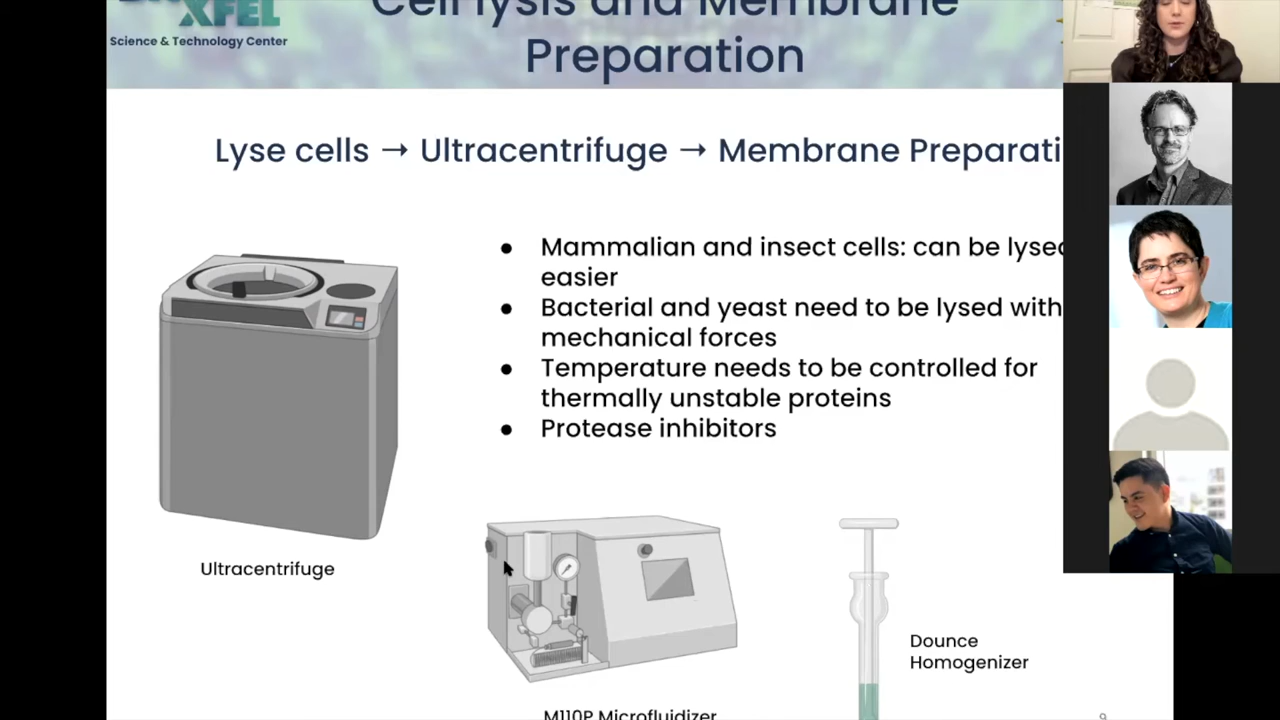 XFEL
Science & Technology Center
Cell lysis and Membrane
Preparation
Lyse cells → Ultracentrifuge → Membrane Preparati
● Mammalian and insect cells: can be lysed
easier
● Bacterial and yeast need to be lysed with
mechanical forces
● Temperature needs to be controlled for
thermally unstable proteins
● Protease inhibitors
Ultracentrifuge
Dounce
Homogenizer
M110P Microfluidizer
9